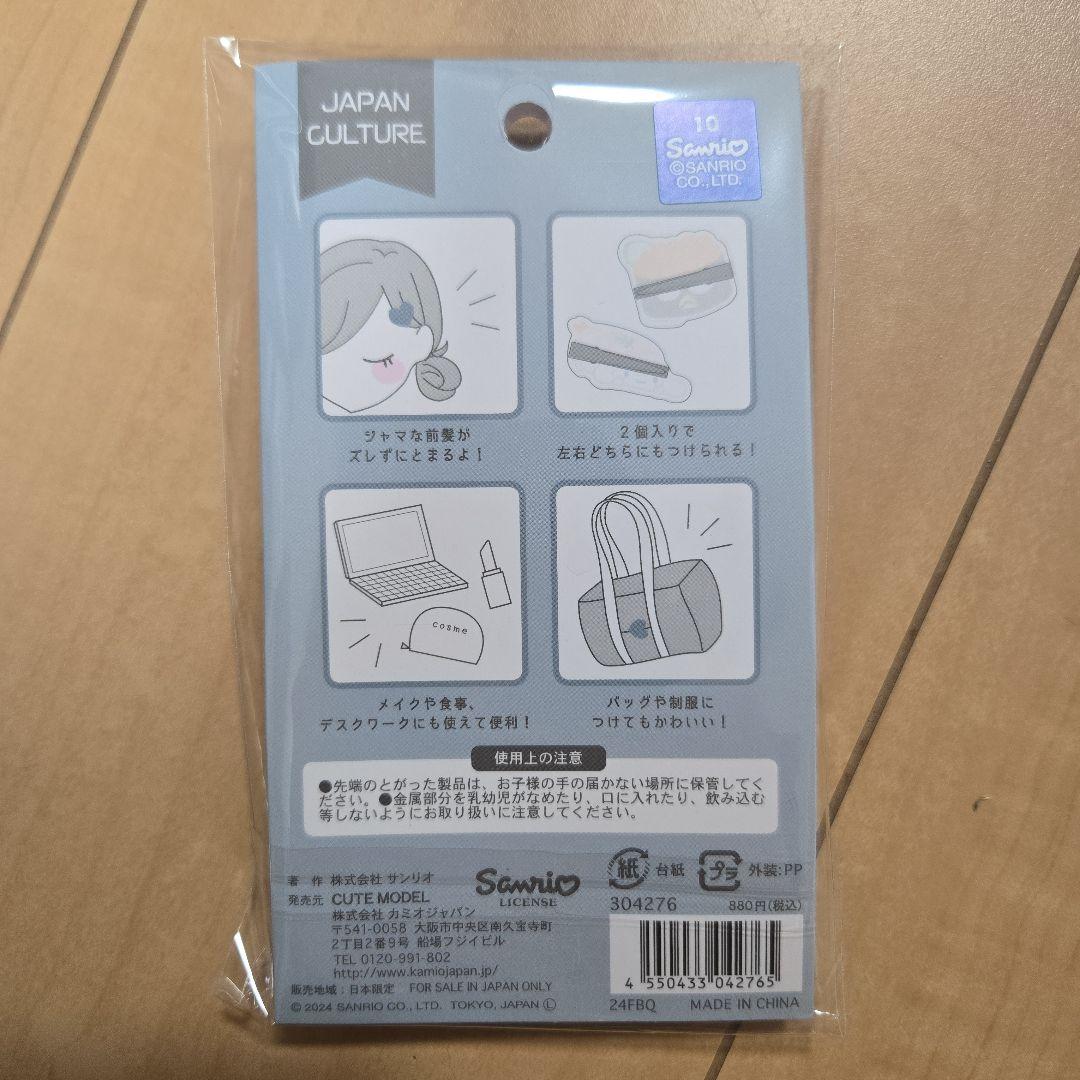 JAPAN
CULTURE
10
Sanrio
©SANRIO
CO.,LTD.
ジャマな前髪が
ズレずにとまるよ!
2個入りで
左右どちらにもつけられる!
cosme
メイクや食事、
デスクワークにも使えて便利!
バッグや制服に
つけてもかわいい!
使用上の注意
●先端のとがった製品は、お子様の手の届かない場所に保管してく
ださい。●金属部分を乳幼児がなめたり、口に入れたり、飲み込む
等しないようにお取り扱いに注意してください。
著 作 株式会社 サンリオ
発売元 CUTE MODEL
株式会社 カミオジャパン
〒541-0058 大阪市中央区南久宝寺町
2丁目2番9号 船場フジイビル
TEL 0120-991-802
http://www.kamiojapan.jp/
販売地域:日本限定 FOR SALE IN JAPAN ONLY
© 2024 SANRIO CO., LTD. TOKYO, JAPAN Ⓛ
Sanrio
LICENSE
紙 台紙 プラ 外装:PP
304276 880円(税込)
4 550433 042765
24FBQ MADE IN CHINA